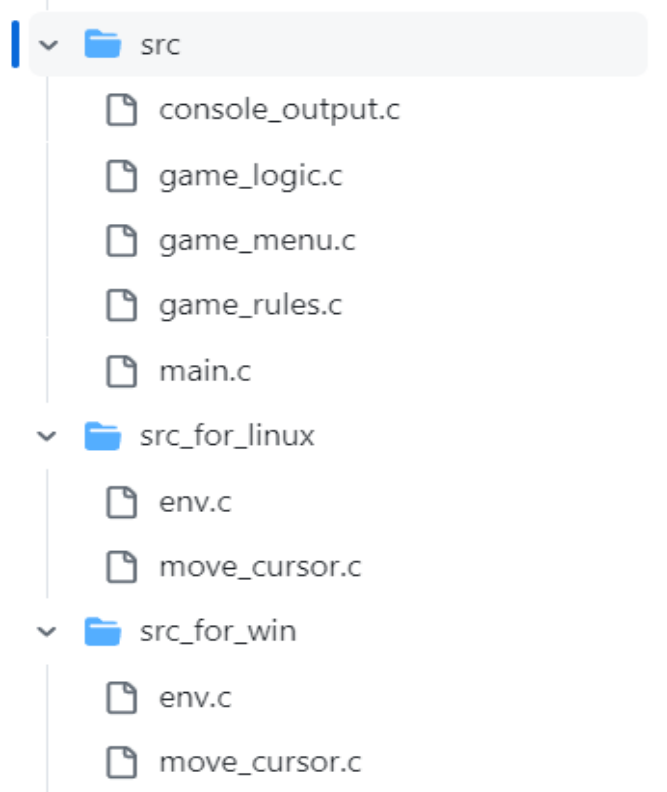 src
console_output.c
game_logic.c
game_menu.c
game_rules.c
main.c
src_for_linux
env.c
move_cursor.c
src_for_win
env.c
move_cursor.c